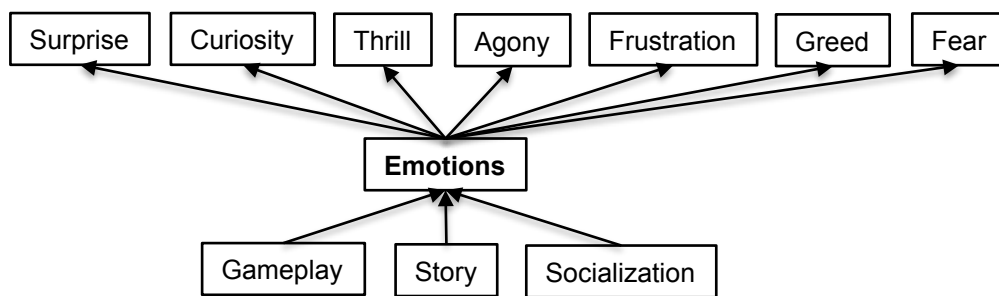 Surprise
Curiosity
Thrill
Agony
Frustration
Greed
Fear
Emotions
Gameplay
Story
Socialization